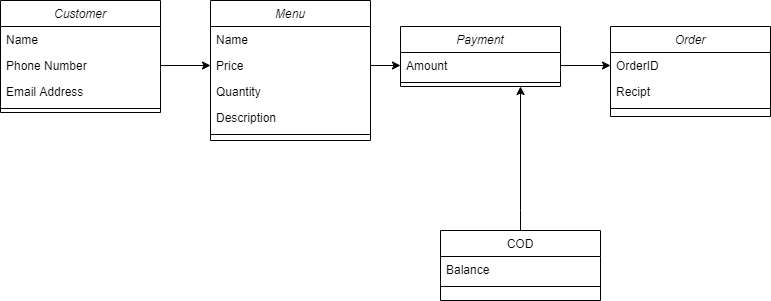 Customer
Name
Phone Number
Email Address
Menu
Name
Price
Quantity
Description
Payment
Amount
Order
OrderID
Recipt
COD
Balance